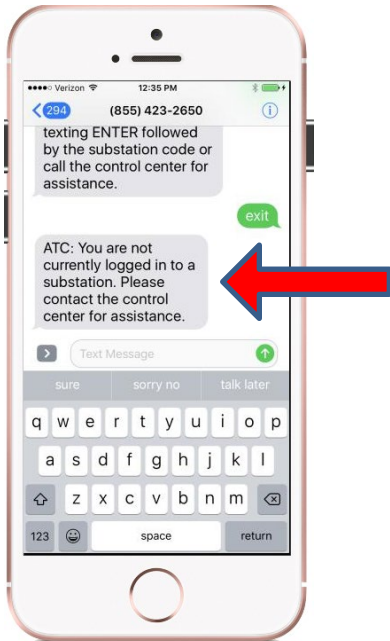 Verizon 12:35 PM
294 (855) 423-2650
texting ENTER followed
by the substation code or
call the control center for
assistance.
exit
ATC: You are not
currently logged in to a
substation. Please
contact the control
center for assistance.
Text Message
sure sorry no talk later
q w e r t y u i o p
a s d f g h j k l
z x c v b n m
123 space return